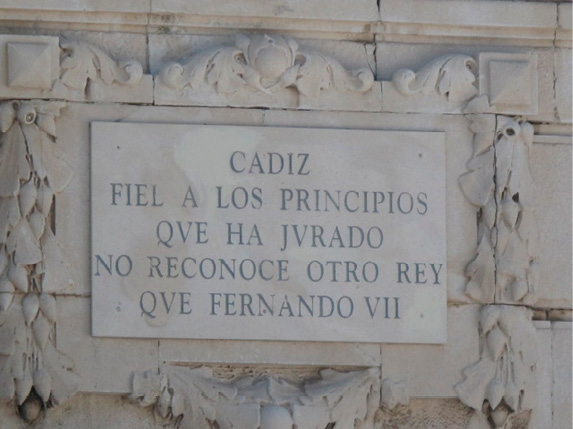 CADIZ
FIEL A LOS PRINCIPIOS
QVE HA JVRADO
NO RECONOCE OTRO REY
QVE FERNANDO VII